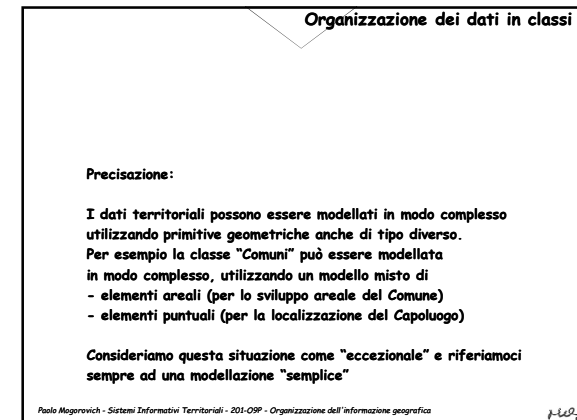 Organizzazione dei dati in classi
Precisazione:
I dati territoriali possono essere modellati in modo complesso
utilizzando primitive geometriche anche di tipo diverso.
Per esempio la classe “Comuni” può essere modellata
in modo complesso, utilizzando un modello misto di
- elementi areali (per lo sviluppo areale del Comune)
- elementi puntuali (per la localizzazione del Capoluogo)
Consideriamo questa situazione come “eccezionale” e riferiamoci
sempre ad una modellazione “semplice”
Paolo Mogorovich - Sistemi Informativi Territoriali - 201-09P - Organizzazione dell'informazione geografica